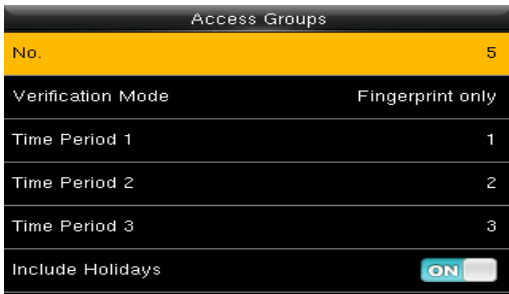 Access Groups
No. 5
Verification Mode Fingerprint only
Time Period 1 1
Time Period 2 2
Time Period 3 3
Include Holidays ON